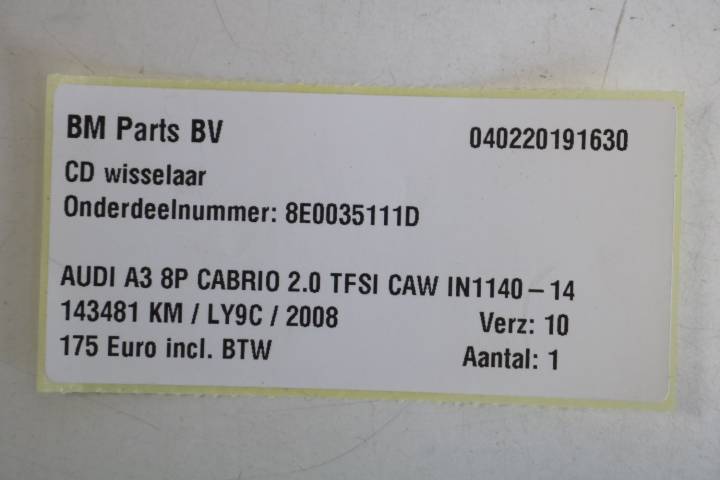 BM Parts BV 040220191630
CD wisselaar
Onderdeelnummer: 8E0035111D
AUDI A3 8P CABRIO 2.0 TFSI CAW IN1140-14
143481 KM / LY9C / 2008 Verz: 10
175 Euro incl. BTW Aantal: 1